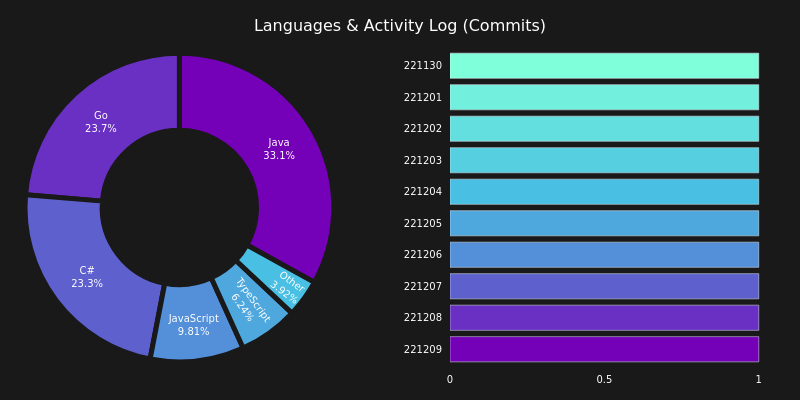 Languages & Activity Log (Commits)
Java
33.1%
Go
23.7%
C#
23.3%
JavaScript
9.81%
TypeScript
6.24%
Other
3.92%
221130
221201
221202
221203
221204
221205
221206
221207
221208
221209
0
0.5
1